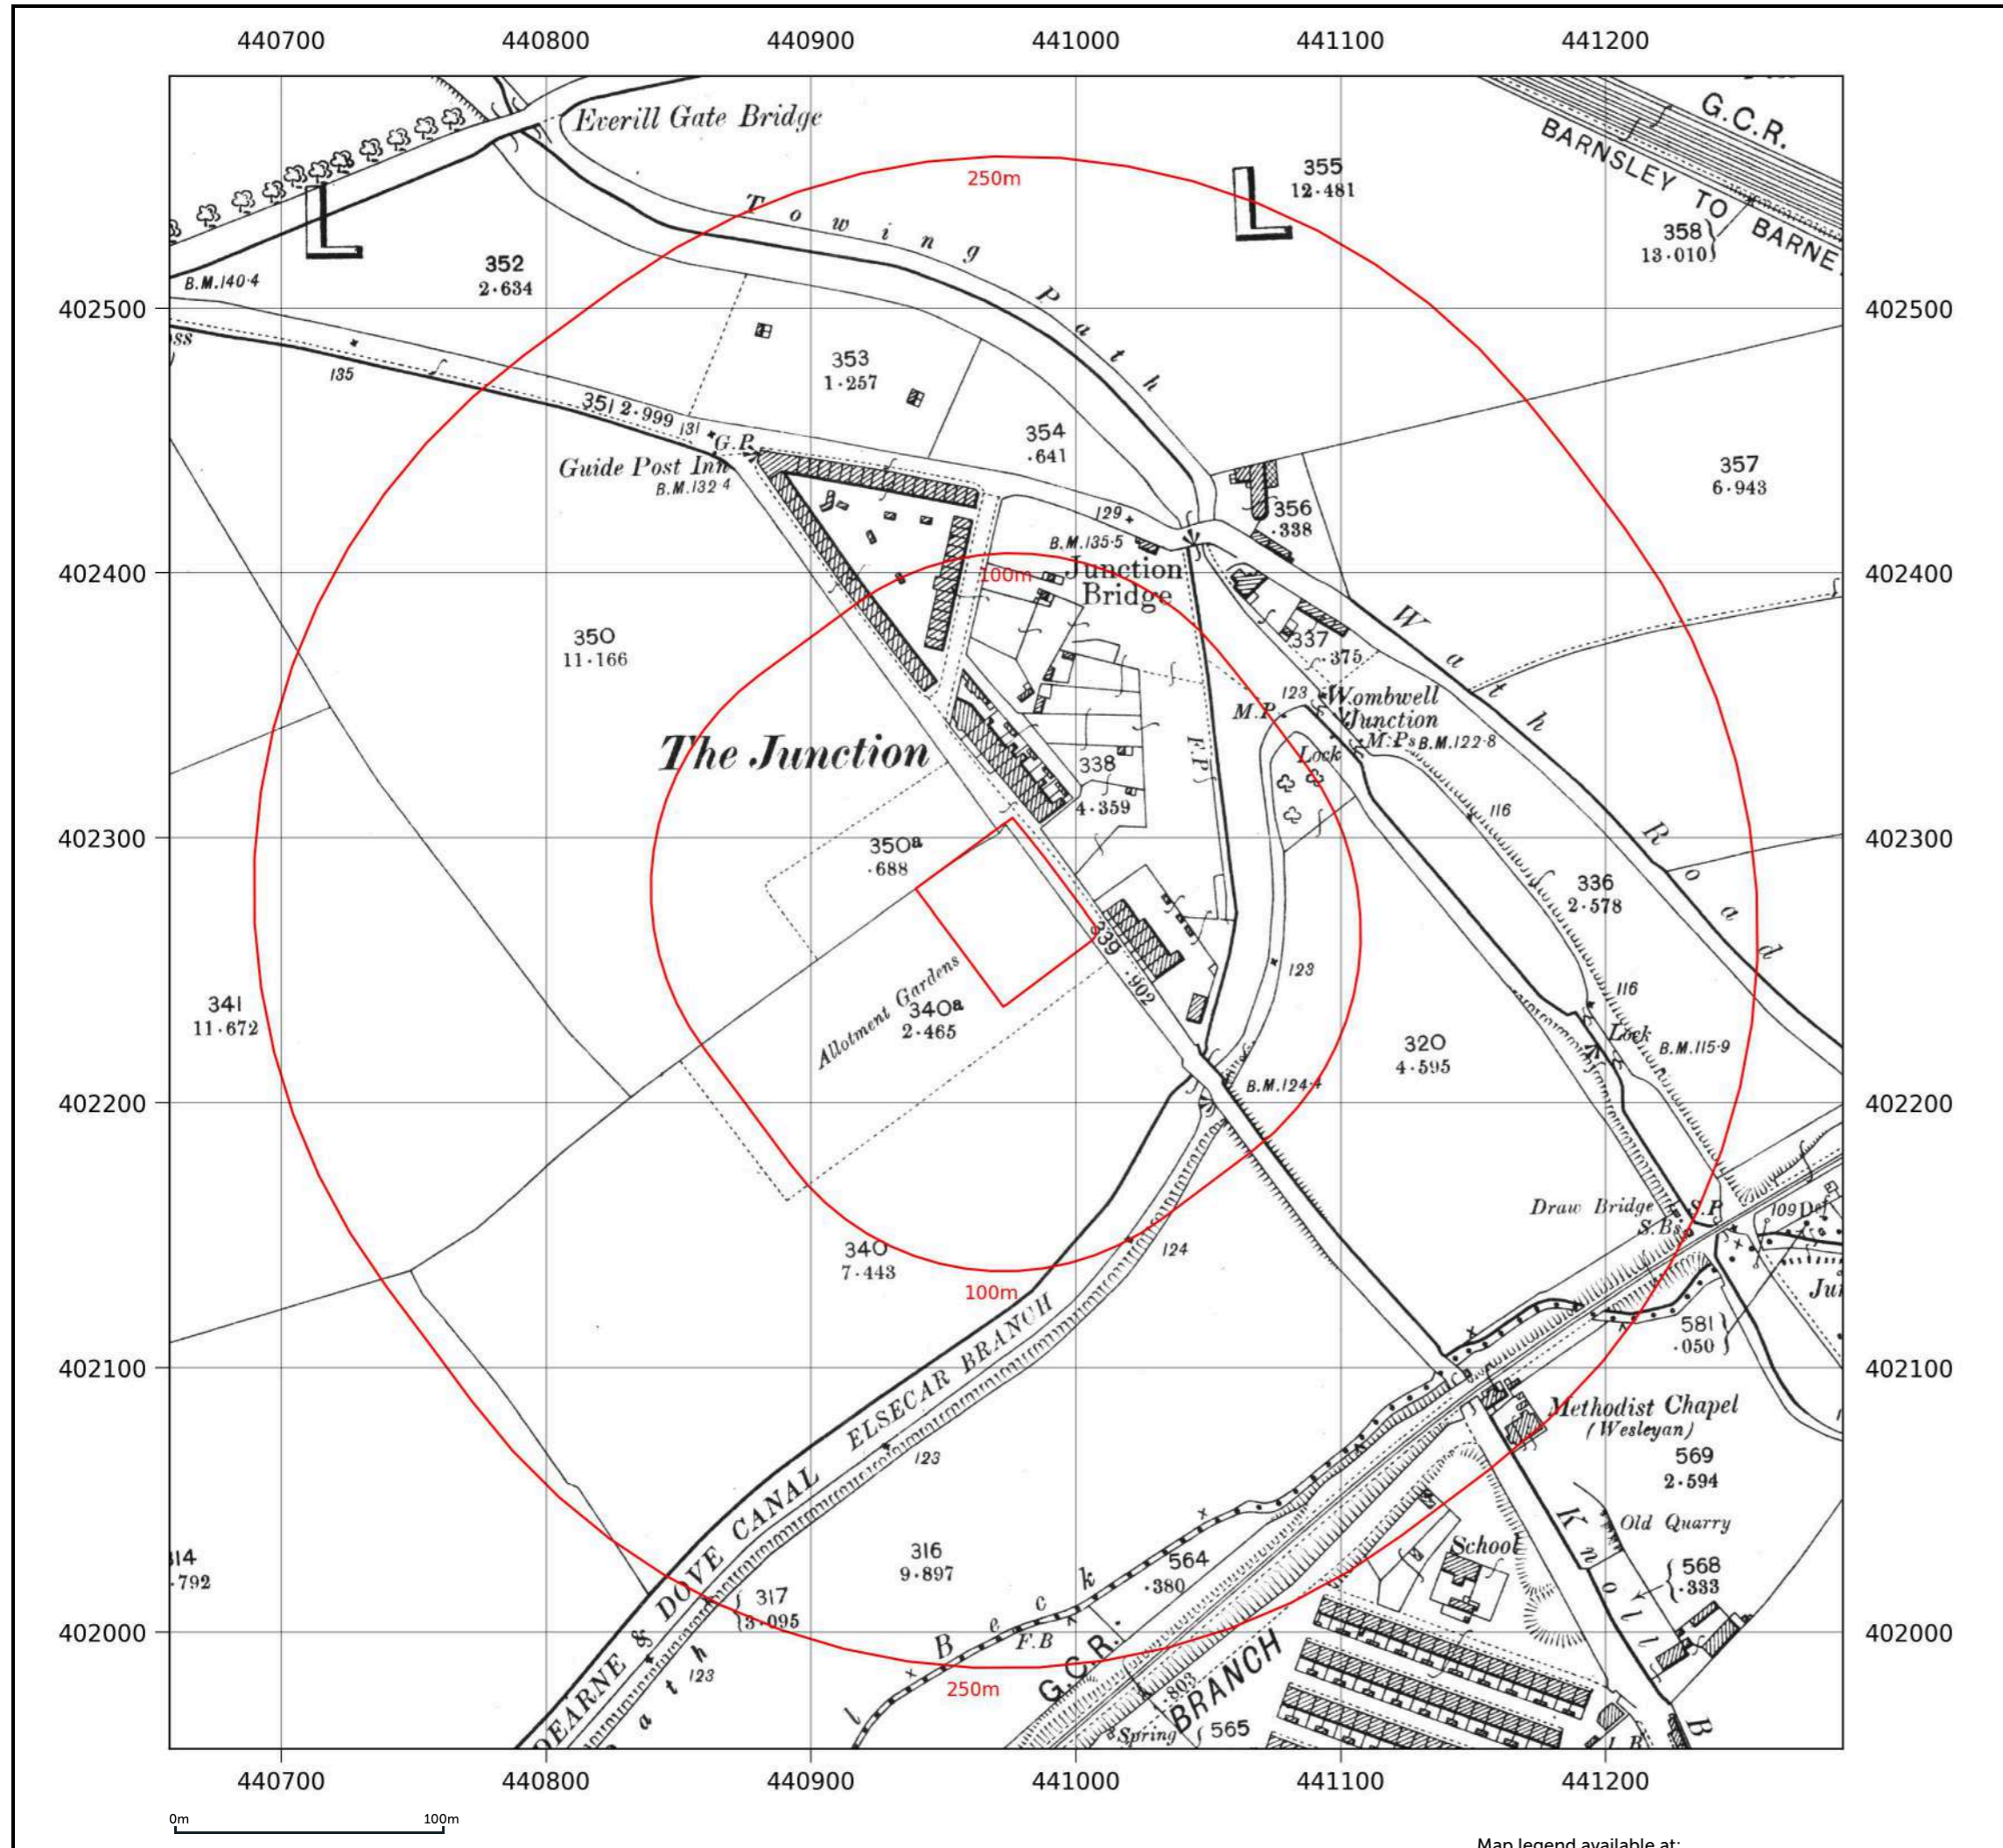 440700 440800 440900 441000 441100 441200
Everill Gate Bridge
G.C.R.
BARNSLEY TO BARNE
250m
355
12.481
358
13.010
Towing Path
352
2.634
B.M.140.4
402500 402500
353
1.257
135
351 2.999
131
G.P.
Guide Post Inn
B.M.132.4
354
.641
357
6.943
356
.338
129
B.M.135.5
Junction
Bridge
402400 402400
100m
Wath Road
337
.375
350
11.166
123
Wombwell
Junction
M.P.
M.Ps
B.M.122.8
Lock
The Junction
F.P.
338
4.359
116
402300 402300
350a
.688
336
2.578
339
.902
Allotment Gardens
340a
2.465
123
341
11.672
116
Lock
B.M.115.9
320
4.595
B.M.124.4
402200 402200
Draw Bridge
S.P.
S.Bs
109
340
7.443
124
100m
581
.050
402100 402100
ELSECAR BRANCH
Methodist Chapel
(Wesleyan)
569
2.594
123
DEARNE & DOVE CANAL
Old Quarry
School
316
9.897
564
.380
568
.333
314
.792
317
3.095
Beck
F.B
402000 402000
Knoll
250m
G.C.R.
BRANCH
.803
123
Spring
565
440700 440800 440900 441000 441100 441200
0m 100m
Map legend available at: